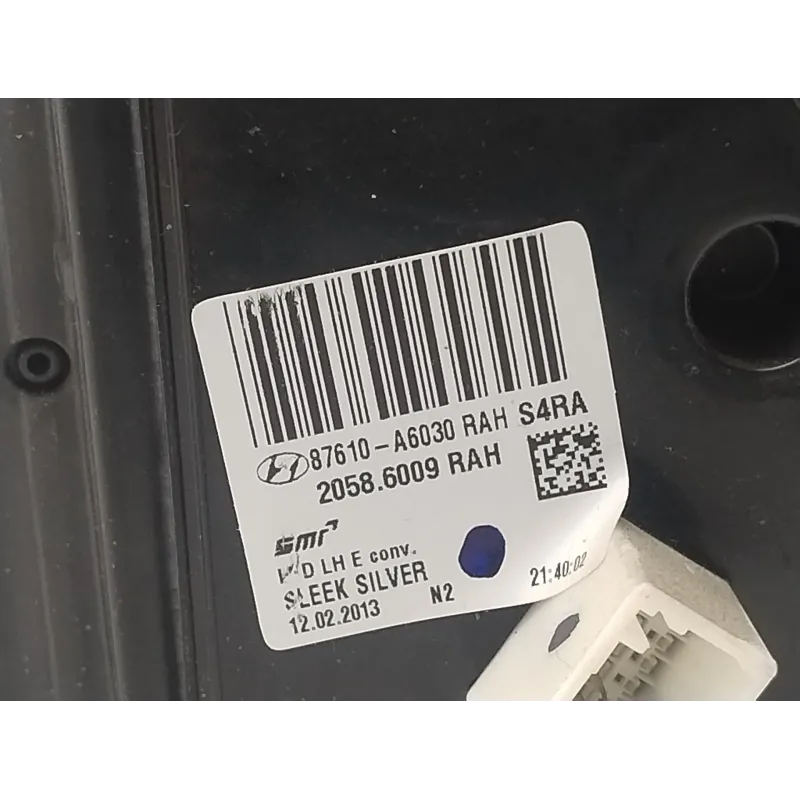 87610-A6030 RAH S4RA
2058.6009 RAH
smr
LHD LH E conv.
SLEEK SILVER
12.02.2013 N2 21:40:02